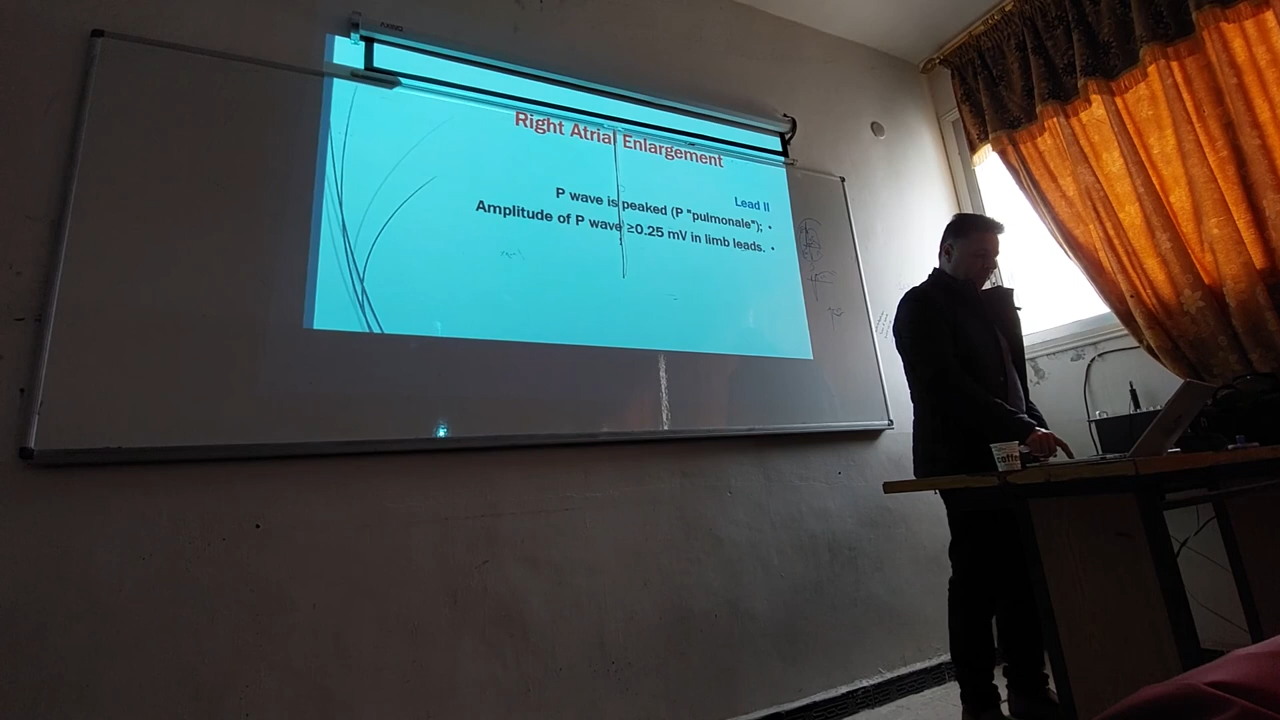 Right Atrial Enlargement
Lead II
P wave is peaked (P "pulmonale"); •
Amplitude of P wave ≥0.25 mV in limb leads. •
coffee